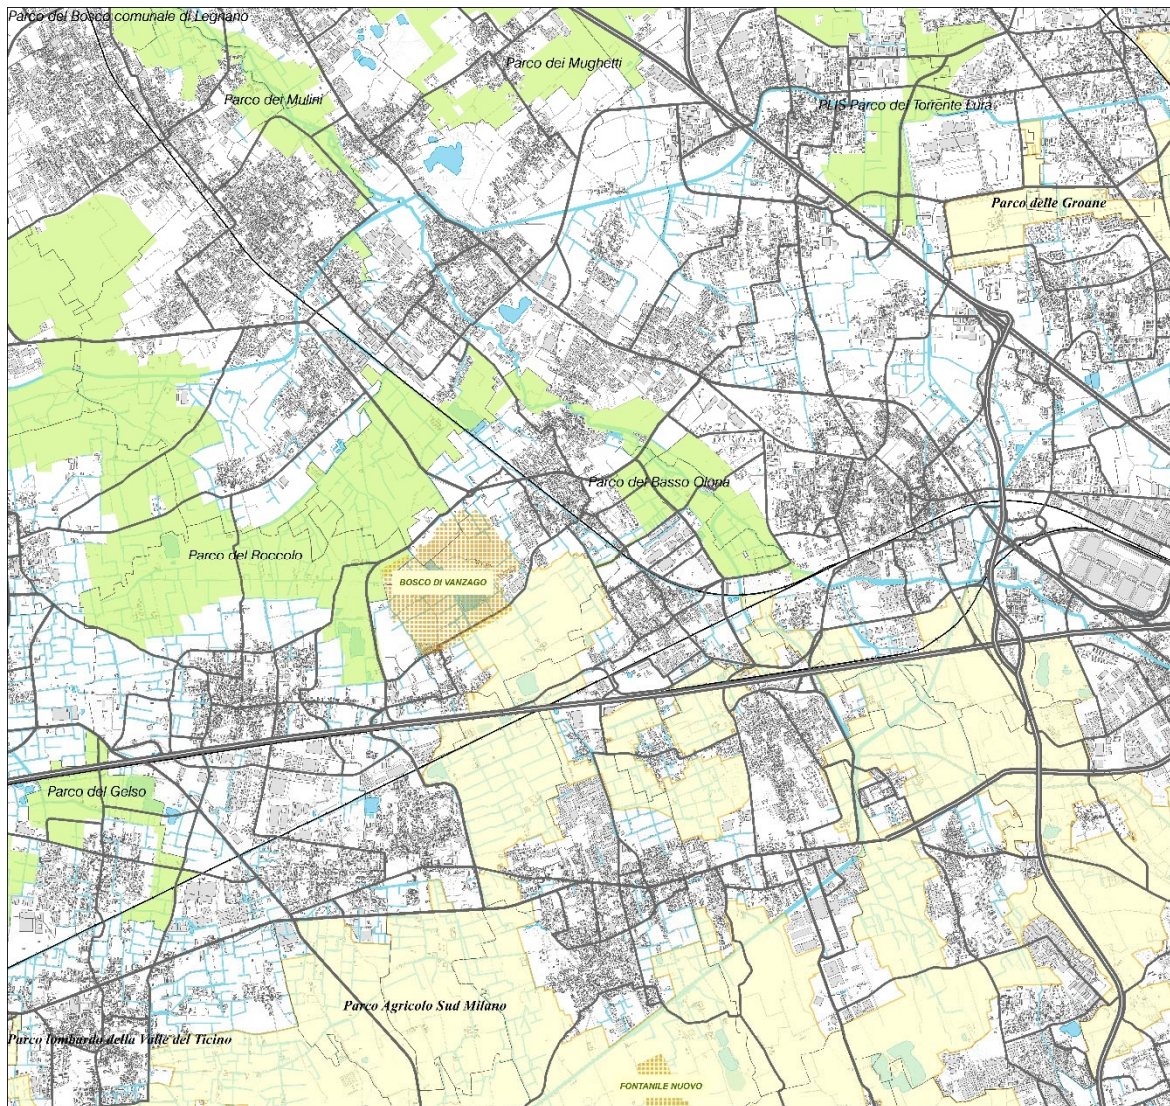 Parco del Bosco comunale di Legnano
Parco dei Mughetti
Parco dei Mulini
PLIS Parco del Torrente Lura
Parco delle Groane
Parco del Basso Olona
Parco del Roccolo
BOSCO DI VANZAGO
Parco del Gelso
Parco Agricolo Sud Milano
Parco lombardo della Valle del Ticino
FONTANILE NUOVO